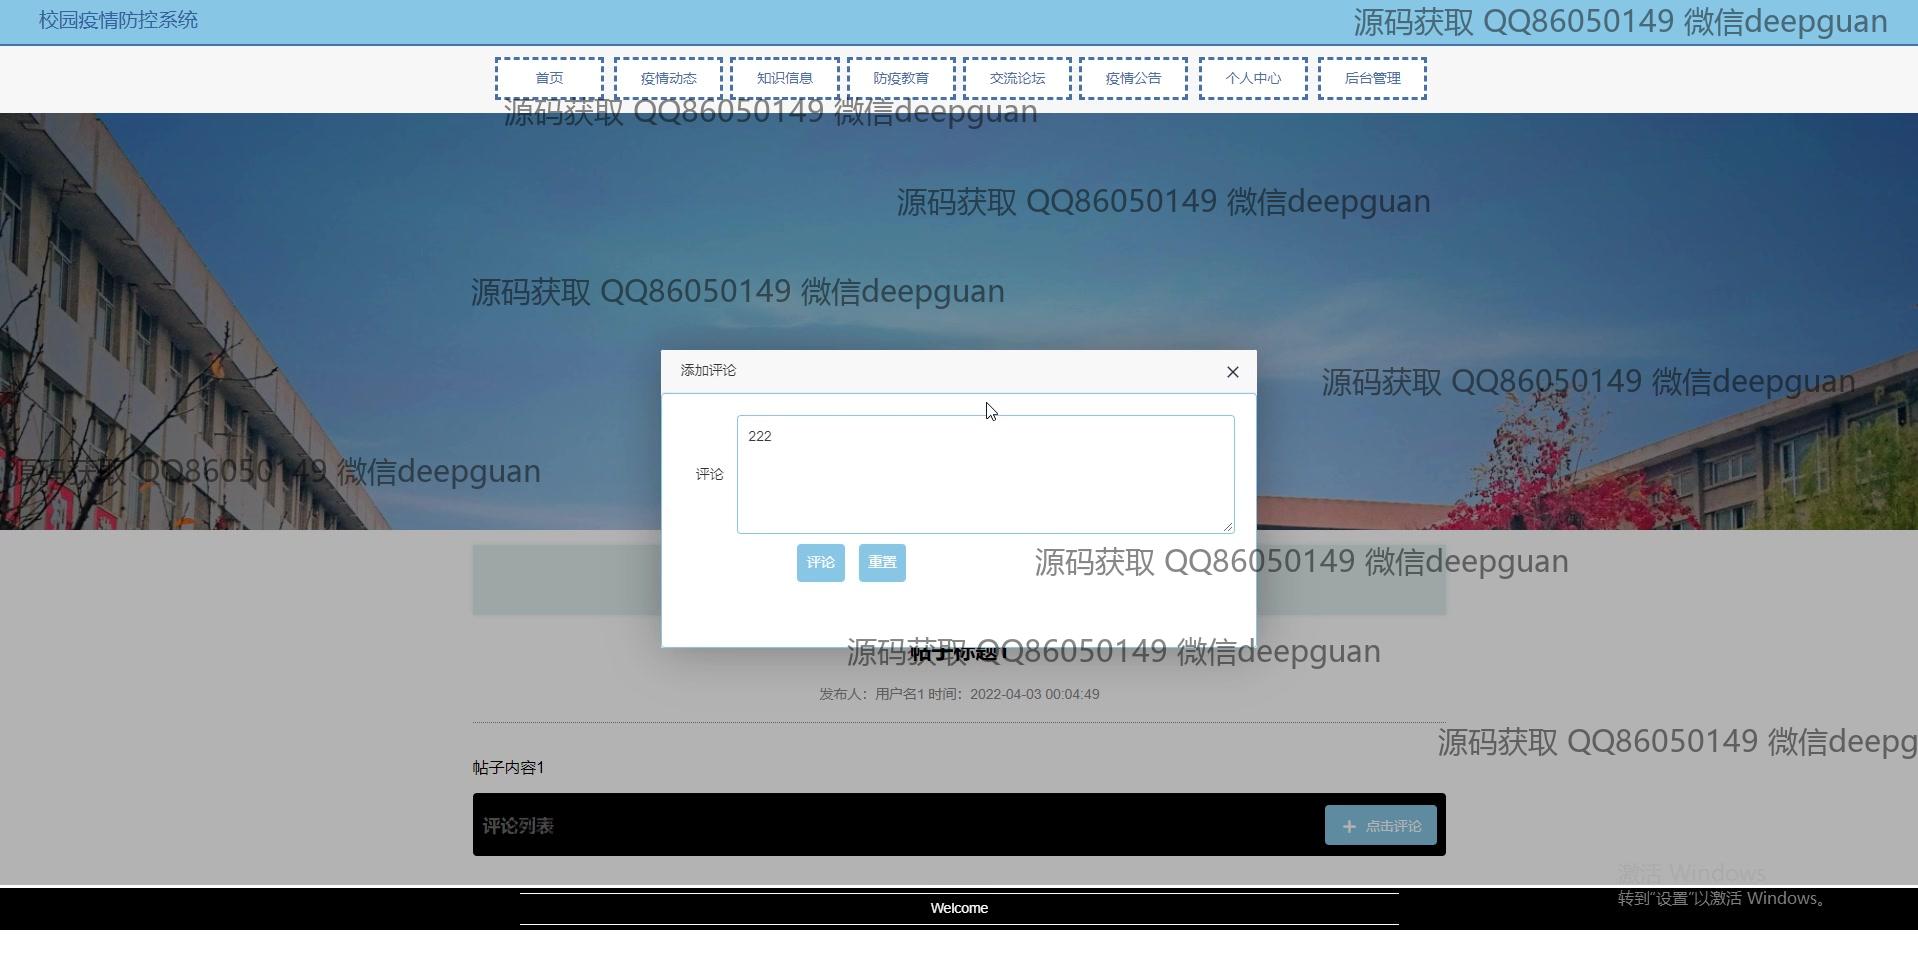 校园疫情防控系统
源码获取 QQ86050149 微信deepguan
首页 疫情动态 知识信息 防疫教育 交流论坛 疫情公告 个人中心 后台管理
源码获取 QQ86050149 微信deepguan
源码获取 QQ86050149 微信deepguan
源码获取 QQ86050149 微信deepguan
添加评论
源码获取 QQ86050149 微信deepguan
222
评论
源码获取 QQ86050149 微信deepguan
评论 重置
源码获取 QQ86050149 微信deepguan
源码获取 QQ86050149 微信deepguan
帖子标题1
发布人：用户名1 时间：2022-04-03 00:04:49
源码获取 QQ86050149 微信deepg
帖子内容1
评论列表
点击评论
激活 Windows
转到"设置"以激活 Windows。
Welcome